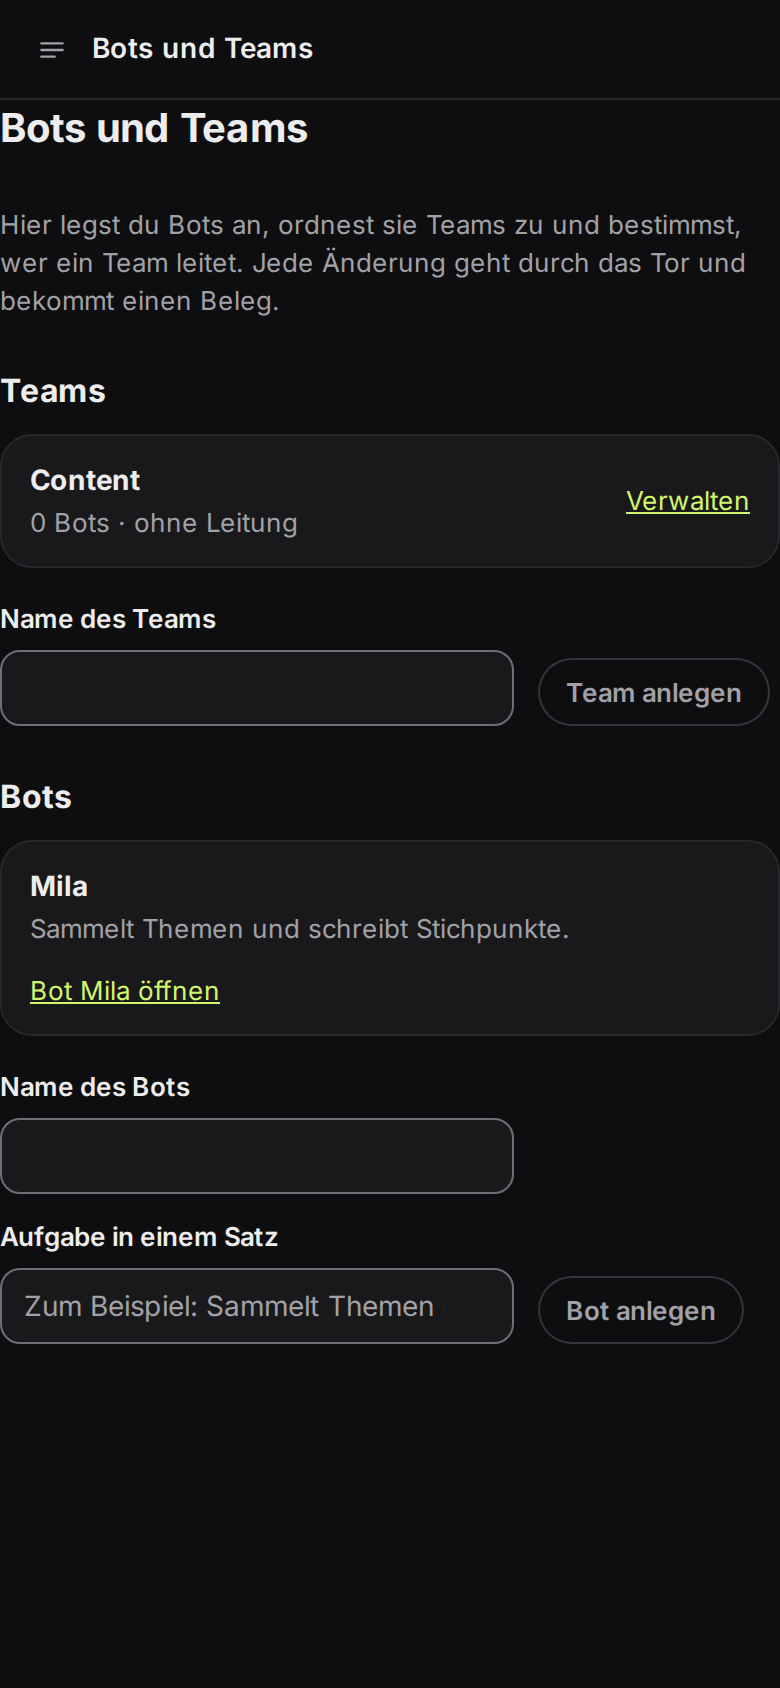 Bots und Teams
Bots und Teams
Hier legst du Bots an, ordnest sie Teams zu und bestimmst,
wer ein Team leitet. Jede Änderung geht durch das Tor und
bekommt einen Beleg.
Teams
Content
0 Bots · ohne Leitung
Verwalten
Name des Teams
Team anlegen
Bots
Mila
Sammelt Themen und schreibt Stichpunkte.
Bot Mila öffnen
Name des Bots
Aufgabe in einem Satz
Zum Beispiel: Sammelt Themen
Bot anlegen